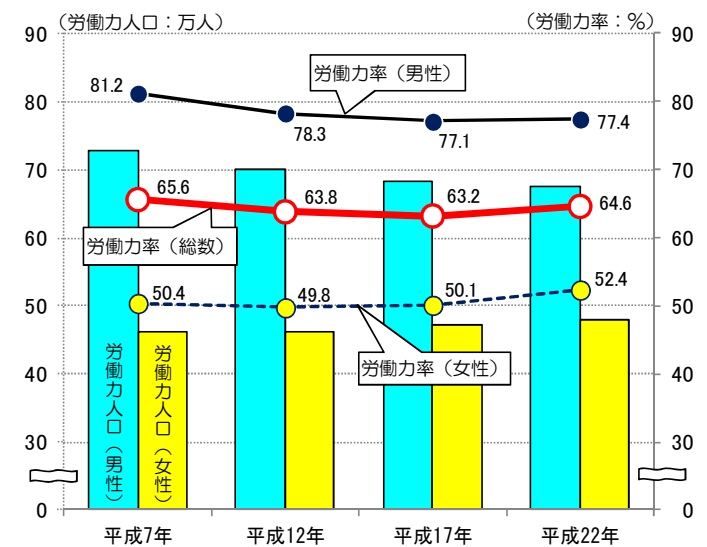 （労働力人口：万人）
（労働力率：％）
90
80
70
60
50
40
30
0
90
80
70
60
50
40
30
0
労働力率（男性）
81.2
78.3
77.1
77.4
65.6
63.8
63.2
64.6
労働力率（総数）
50.4
49.8
50.1
52.4
労働力率（女性）
労働力人口（男性）
労働力人口（女性）
平成7年
平成12年
平成17年
平成22年